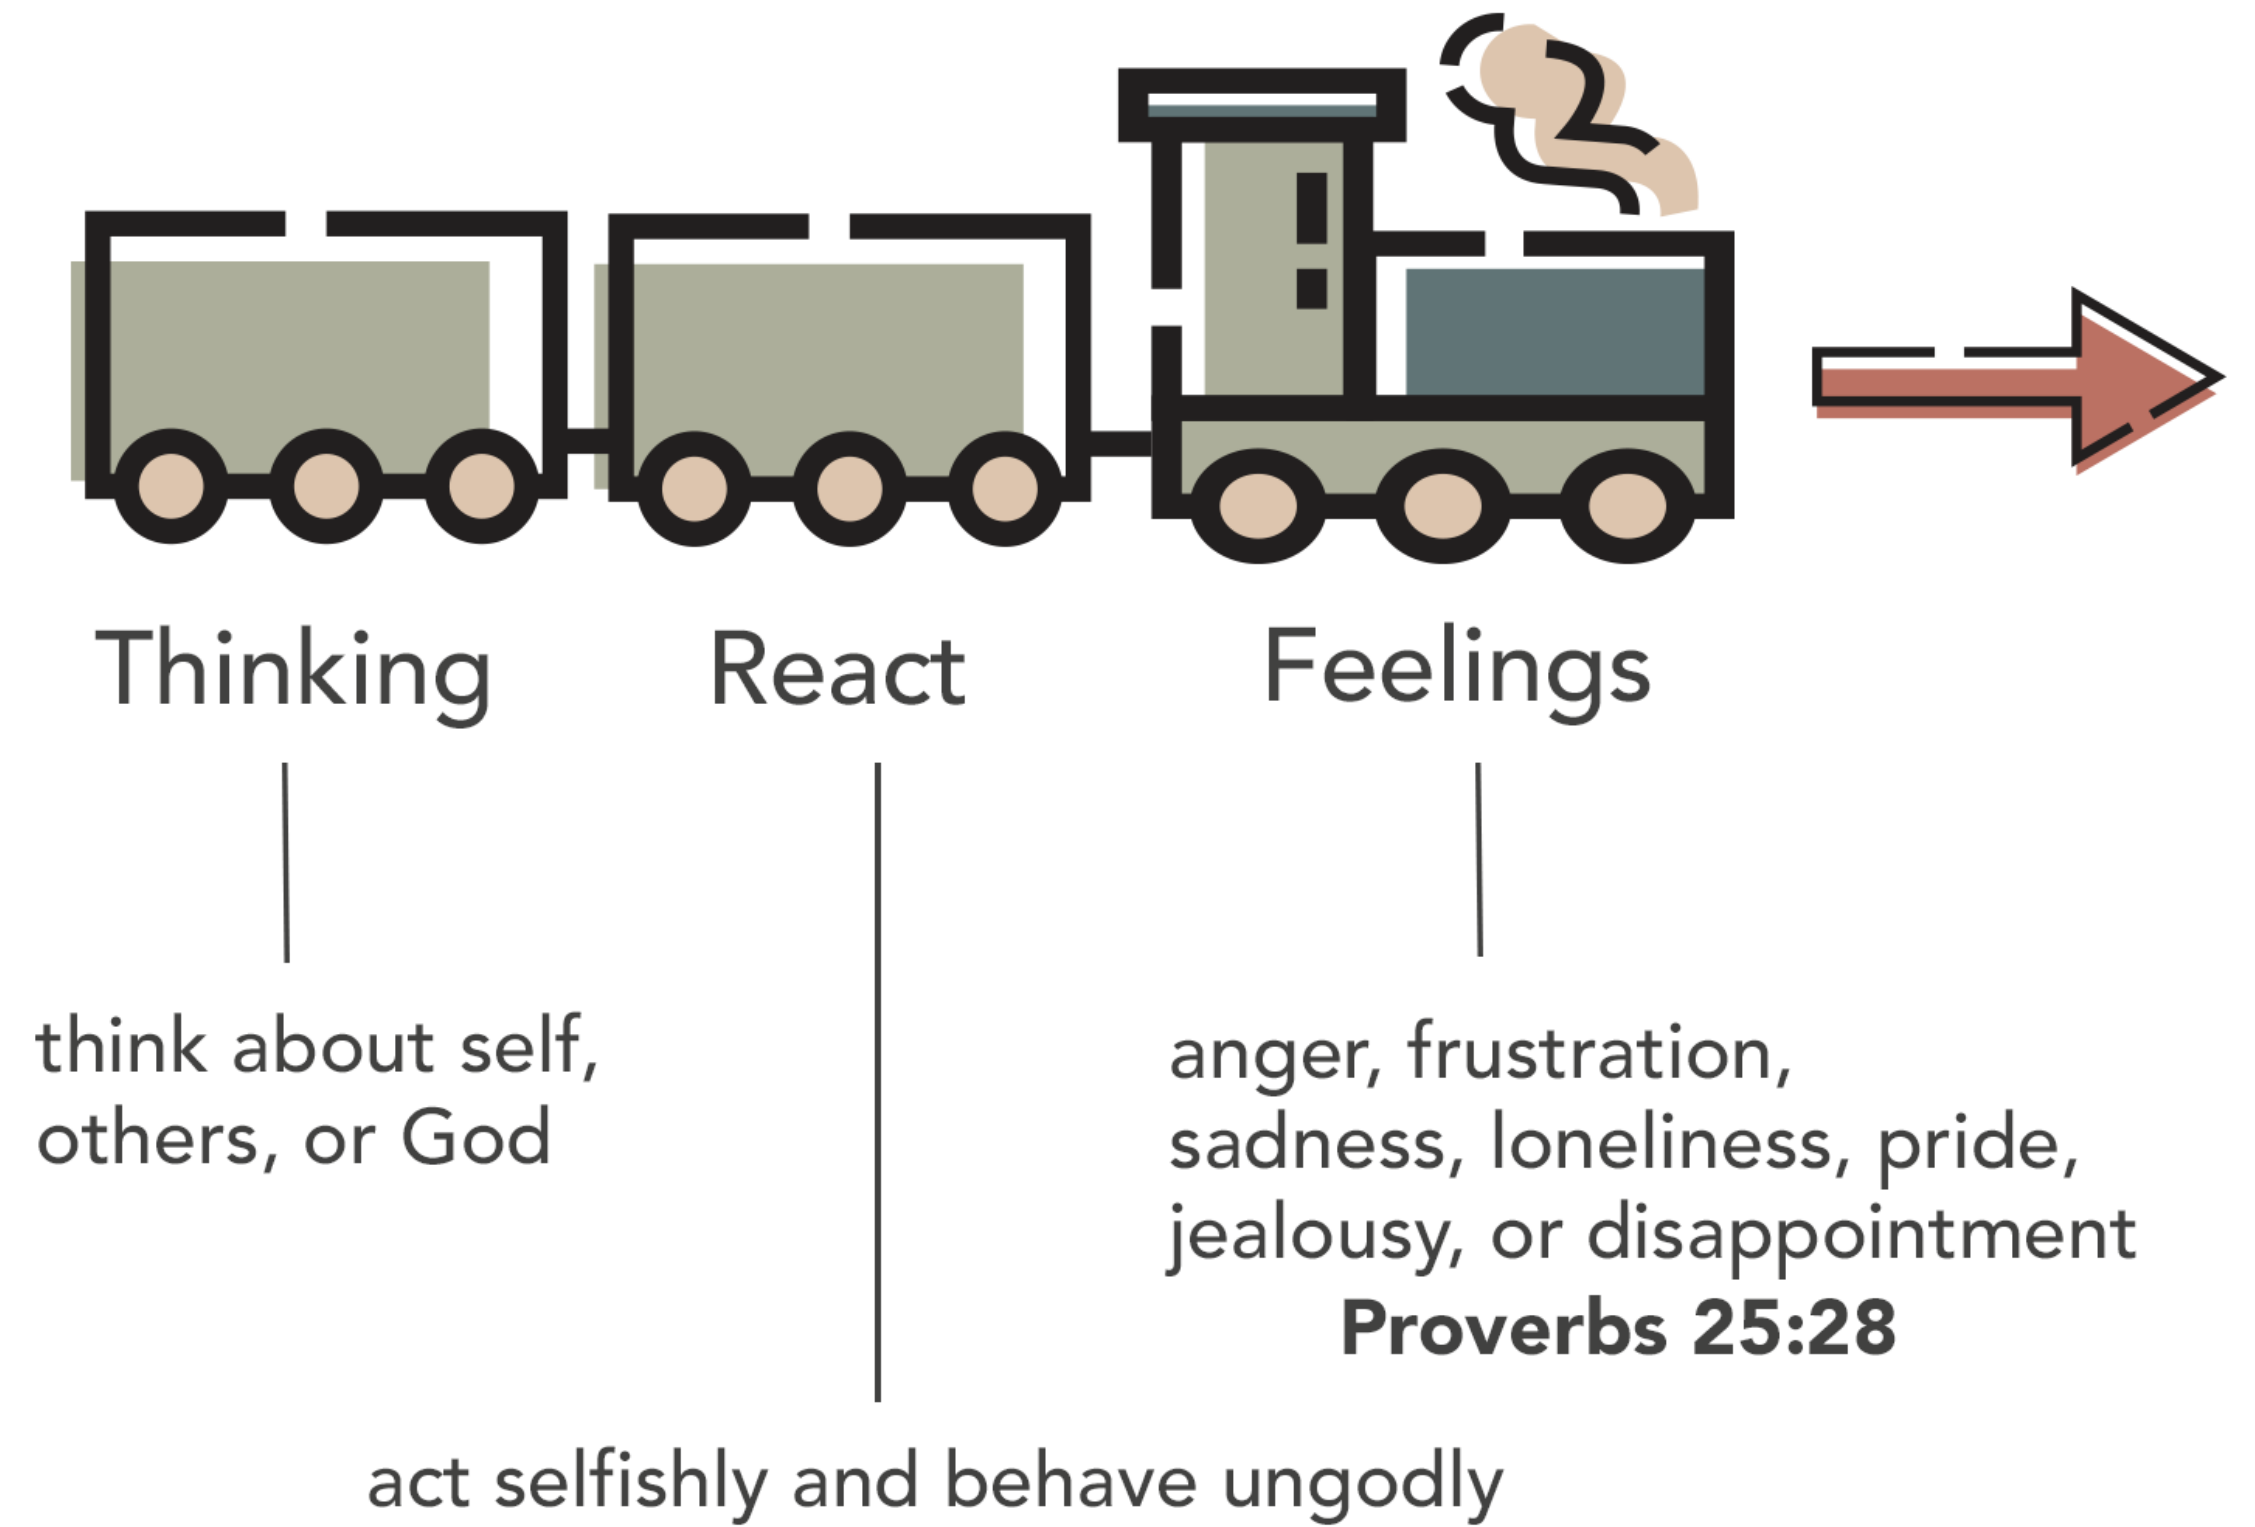 Thinking
React
Feelings
think about self,
others, or God
anger, frustration,
sadness, loneliness, pride,
jealousy, or disappointment
Proverbs 25:28
act selfishly and behave ungodly